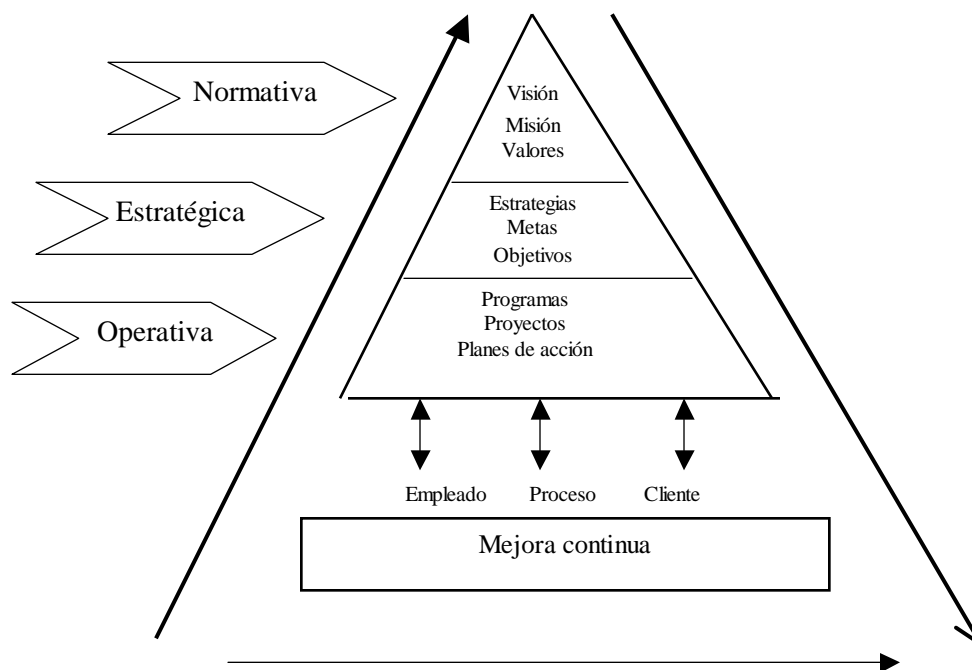 Normativa
Visión
Misión
Valores
Estratégica
Estrategias
Metas
Objetivos
Operativa
Programas
Proyectos
Planes de acción
Empleado Proceso Cliente
Mejora continua